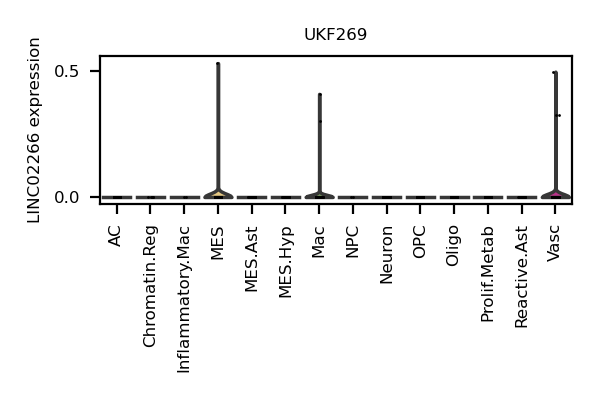 UKF269
LINC02266 expression
0.5
0.0
AC
Chromatin.Reg
Inflammatory.Mac
MES
MES.Ast
MES.Hyp
Mac
NPC
Neuron
OPC
Oligo
Prolif.Metab
Reactive.Ast
Vasc